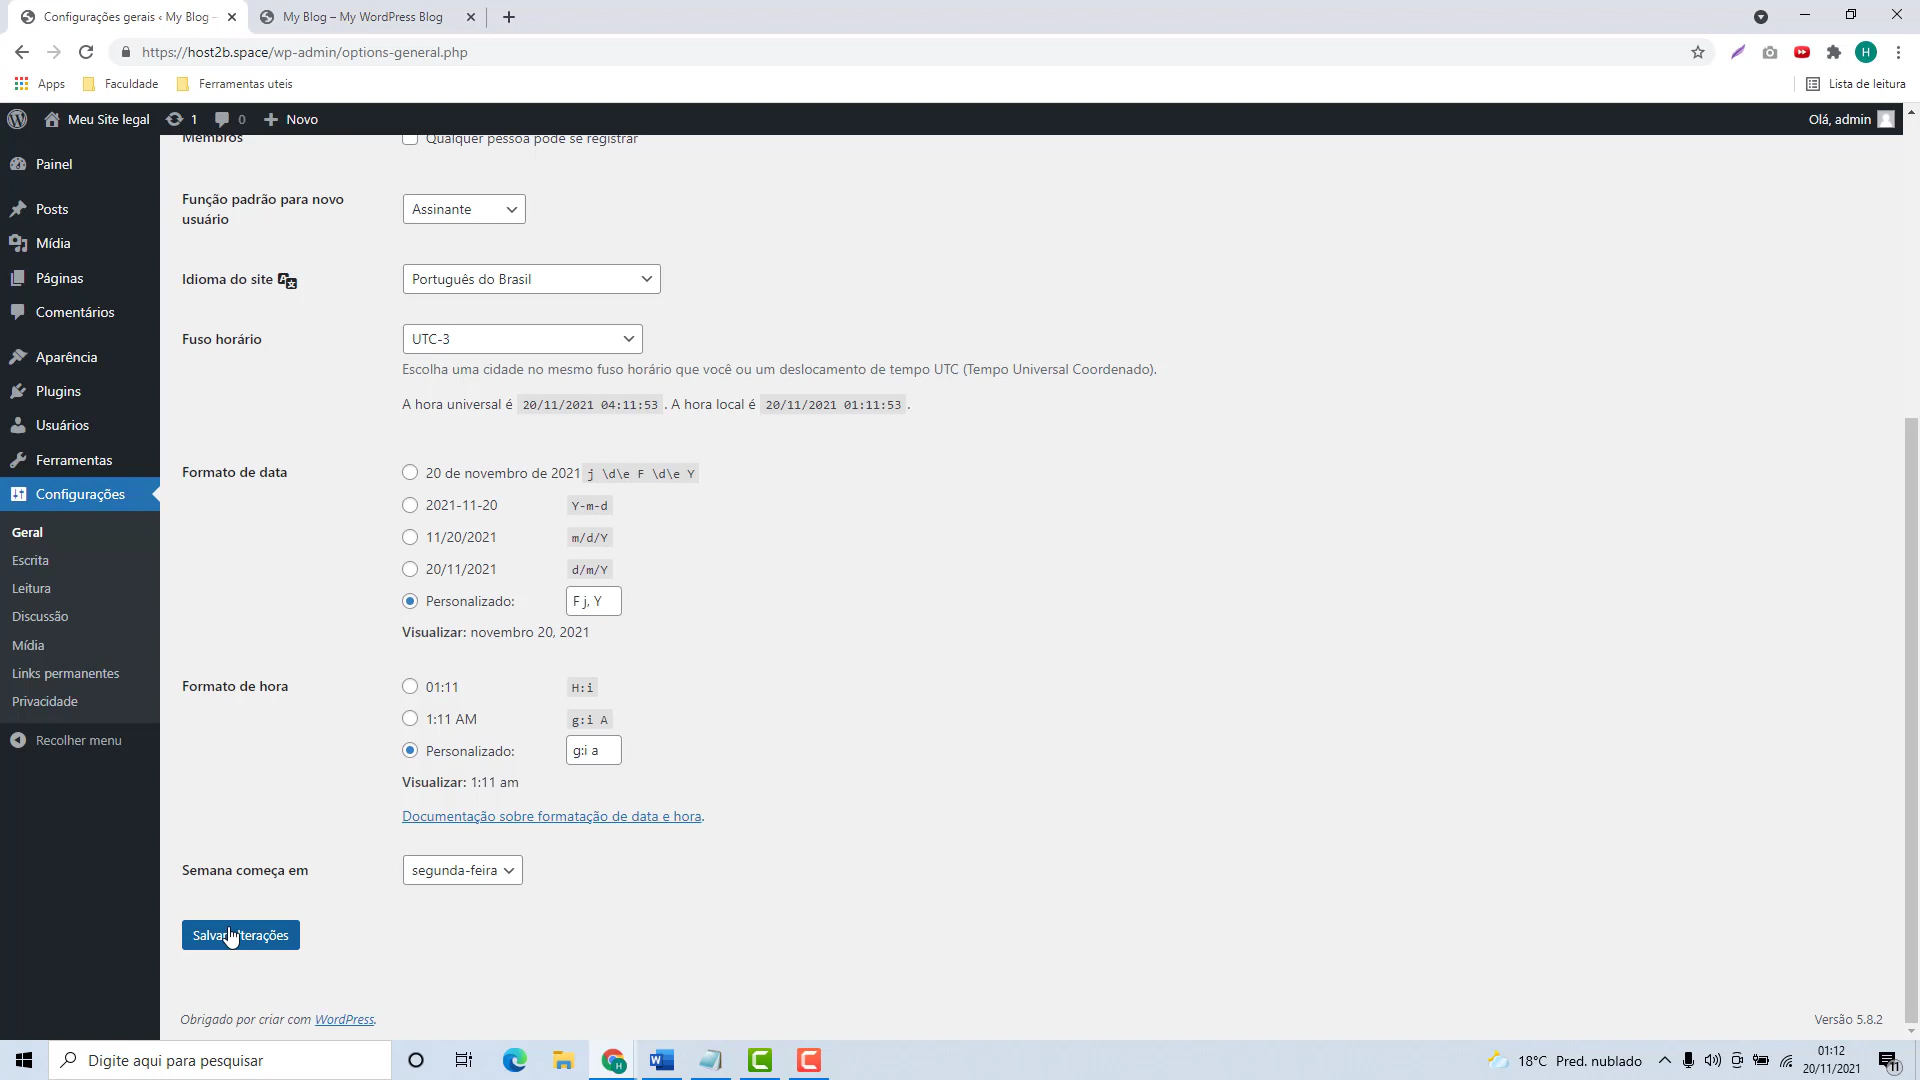 Configurações gerais ‹ My Blog –
My Blog – My WordPress Blog
https://host2b.space/wp-admin/options-general.php
H
Apps
Faculdade
Ferramentas uteis
Lista de leitura
Meu Site legal
1
0
Novo
Olá, admin
Painel
Posts
Mídia
Páginas
Comentários
Aparência
Plugins
Usuários
Ferramentas
Configurações
Geral
Escrita
Leitura
Discussão
Mídia
Links permanentes
Privacidade
Recolher menu
Membros
Qualquer pessoa pode se registrar
Função padrão para novo
usuário
Assinante
Idioma do site
Português do Brasil
Fuso horário
UTC-3
Escolha uma cidade no mesmo fuso horário que você ou um deslocamento de tempo UTC (Tempo Universal Coordenado).
A hora universal é 20/11/2021 04:11:53 . A hora local é 20/11/2021 01:11:53 .
Formato de data
20 de novembro de 2021 j \d\e F \d\e Y
2021-11-20 Y-m-d
11/20/2021 m/d/Y
20/11/2021 d/m/Y
Personalizado: F j, Y
Visualizar: novembro 20, 2021
Formato de hora
01:11 H:i
1:11 AM g:i A
Personalizado: g:i a
Visualizar: 1:11 am
Documentação sobre formatação de data e hora.
Semana começa em
segunda-feira
Salvar alterações
Obrigado por criar com WordPress.
Versão 5.8.2
Digite aqui para pesquisar
18°C Pred. nublado
01:12
20/11/2021
11